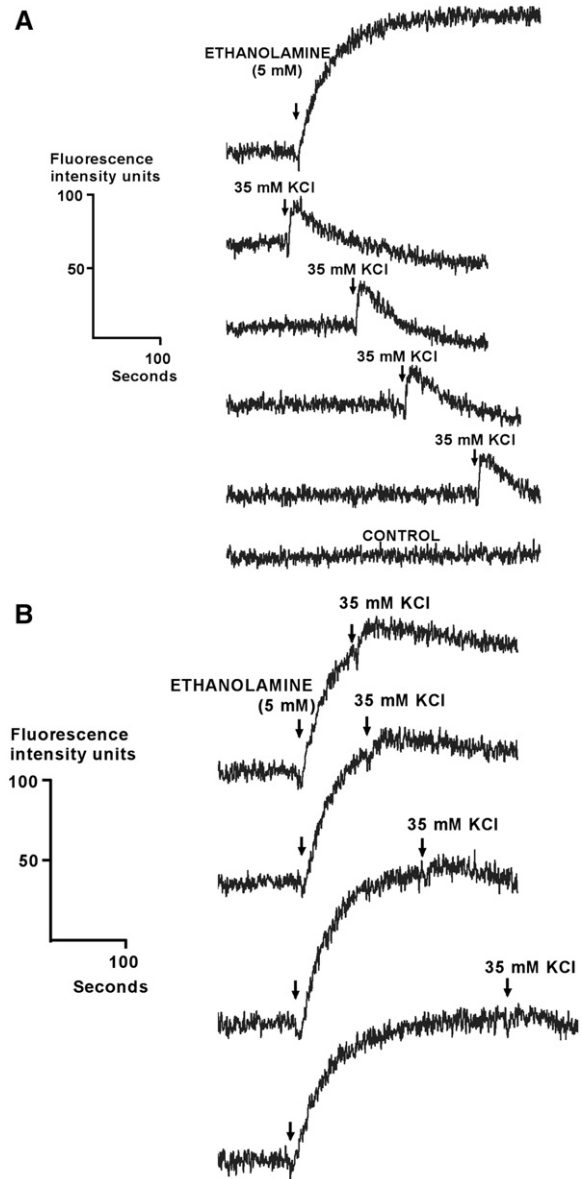 A
ETHANOLAMINE
(5 mM)
Fluorescence
intensity units
100
50
100
Seconds
35 mM KCl
35 mM KCl
35 mM KCl
35 mM KCl
CONTROL
B
35 mM KCl
ETHANOLAMINE
(5 mM)
35 mM KCl
Fluorescence
intensity units
100
50
100
Seconds
35 mM KCl
35 mM KCl